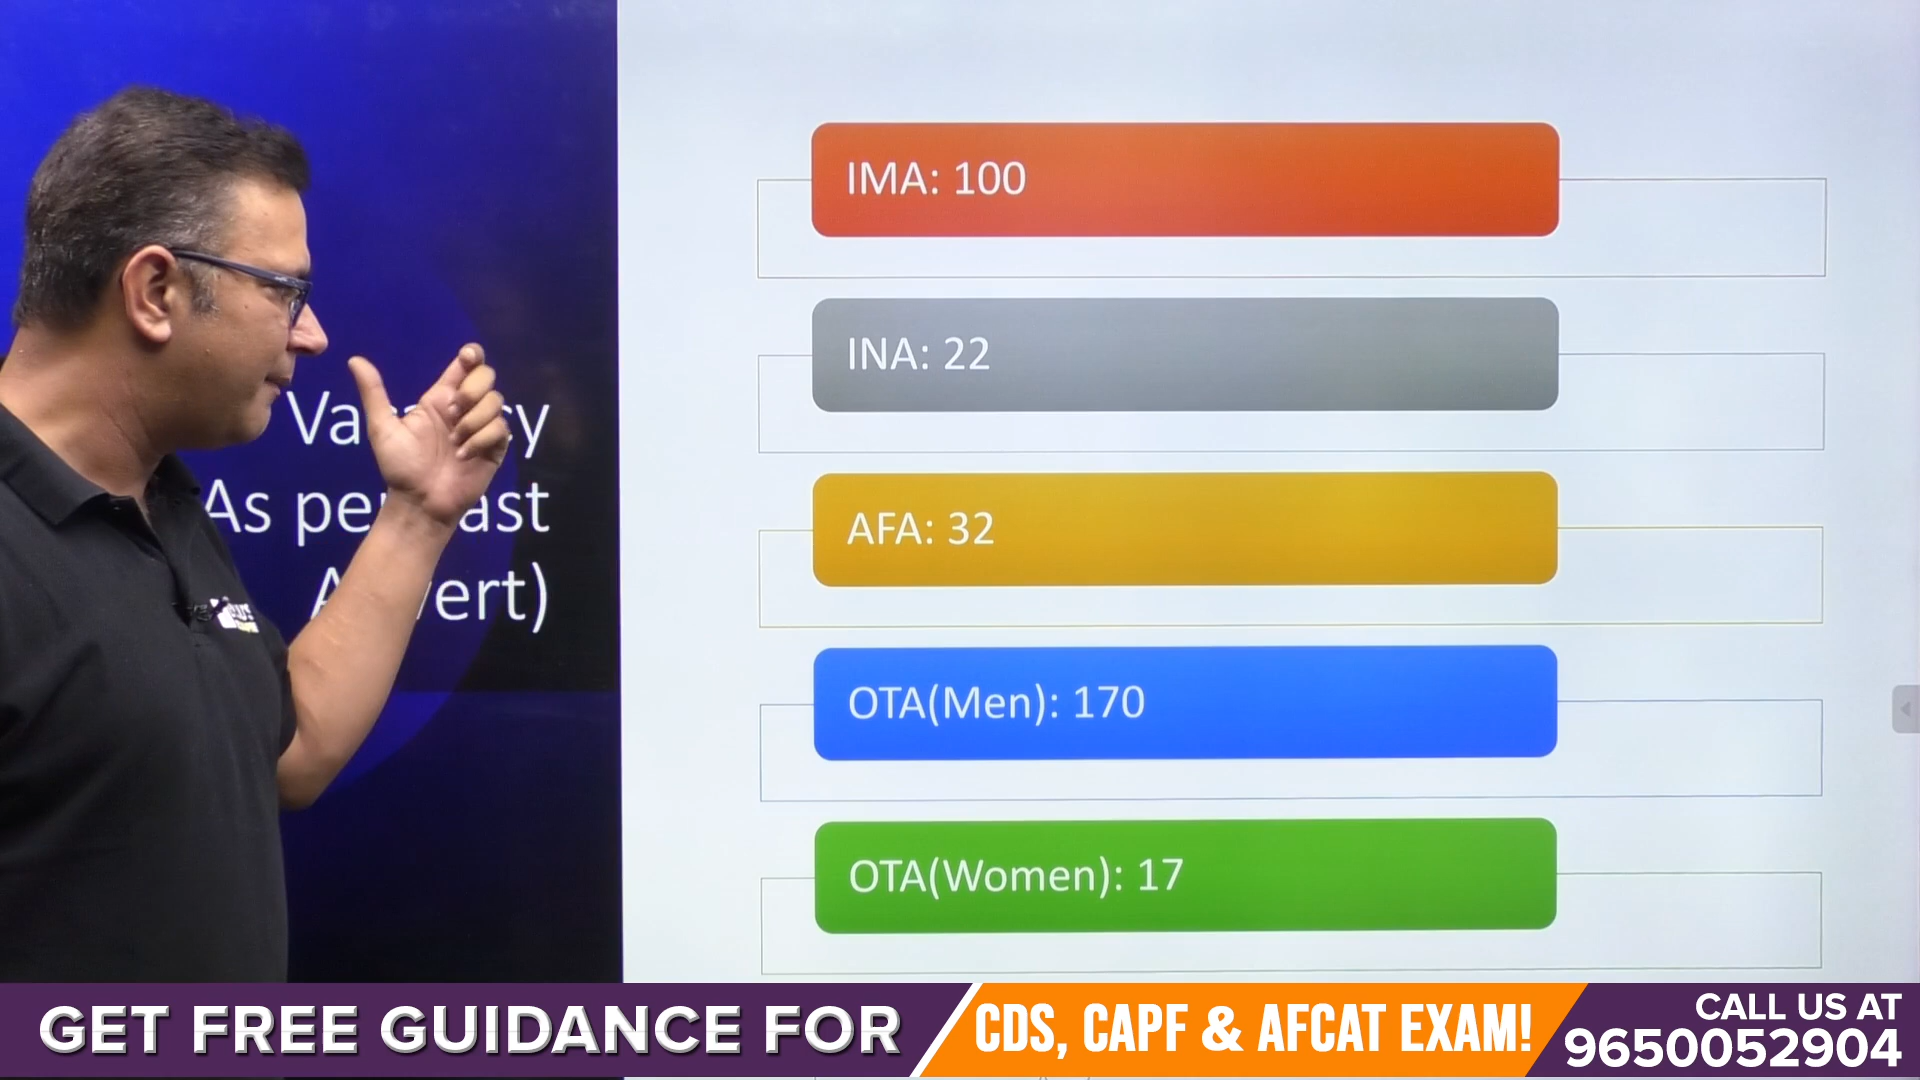 As
IMA: 100
INA: 22
AFA: 32
OTA(Men): 170
OTA(Women): 17
GET FREE GUIDANCE FOR
CDS, CAPF & AFCAT EXAM!
CALL US AT
9650052904